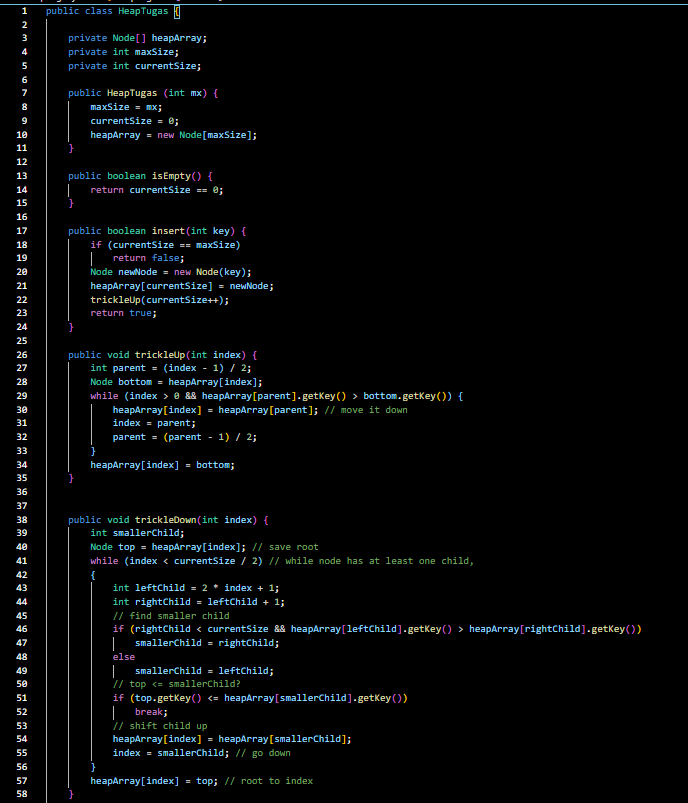 1 public class HeapTugas {
2
3 private Node[] heapArray;
4 private int maxSize;
5 private int currentSize;
6
7 public HeapTugas (int mx) {
8 maxSize = mx;
9 currentSize = 0;
10 heapArray = new Node[maxSize];
11 }
12
13 public boolean isEmpty() {
14 return currentSize == 0;
15 }
16
17 public boolean insert(int key) {
18 if (currentSize == maxSize)
19 return false;
20 Node newNode = new Node(key);
21 heapArray[currentSize] = newNode;
22 trickleUp(currentSize++);
23 return true;
24 }
25
26 public void trickleUp(int index) {
27 int parent = (index - 1) / 2;
28 Node bottom = heapArray[index];
29 while (index > 0 && heapArray[parent].getKey() > bottom.getKey()) {
30 heapArray[index] = heapArray[parent]; // move it down
31 index = parent;
32 parent = (parent - 1) / 2;
33 }
34 heapArray[index] = bottom;
35 }
36
37
38 public void trickleDown(int index) {
39 int smallerChild;
40 Node top = heapArray[index]; // save root
41 while (index < currentSize / 2) // while node has at least one child,
42 {
43 int leftChild = 2 * index + 1;
44 int rightChild = leftChild + 1;
45 // find smaller child
46 if (rightChild < currentSize && heapArray[leftChild].getKey() > heapArray[rightChild].getKey())
47 smallerChild = rightChild;
48 else
49 smallerChild = leftChild;
50 // top <= smallerChild?
51 if (top.getKey() <= heapArray[smallerChild].getKey())
52 break;
53 // shift child up
54 heapArray[index] = heapArray[smallerChild];
55 index = smallerChild; // go down
56 }
57 heapArray[index] = top; // root to index
58 }